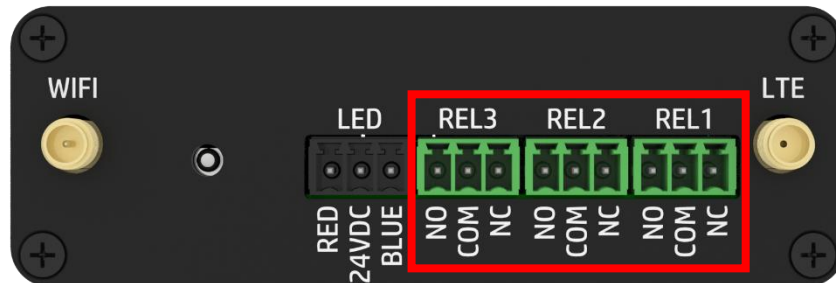 WIFI
LTE
LED REL3 REL2 REL1
RED 24VDC BLUE NO COM NC NO COM NC NO COM NC